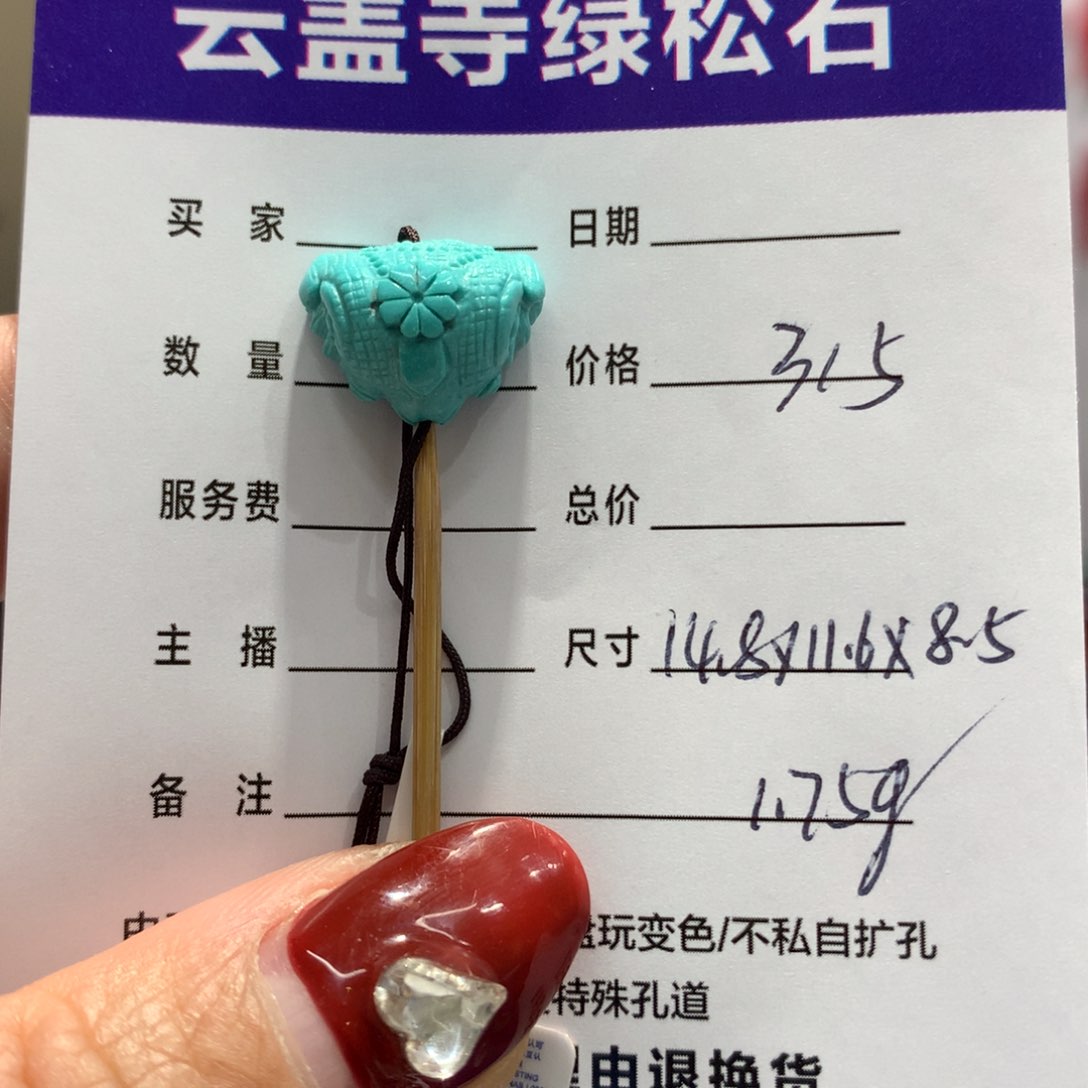 云盖寺绿松石
买 家 日期
数 量 价格 315
服务费 总价
主 播 尺寸 14.8x11.6x8.5
备 注 1.75g
盘玩变色/不私自扩孔
特殊孔道
申退换货